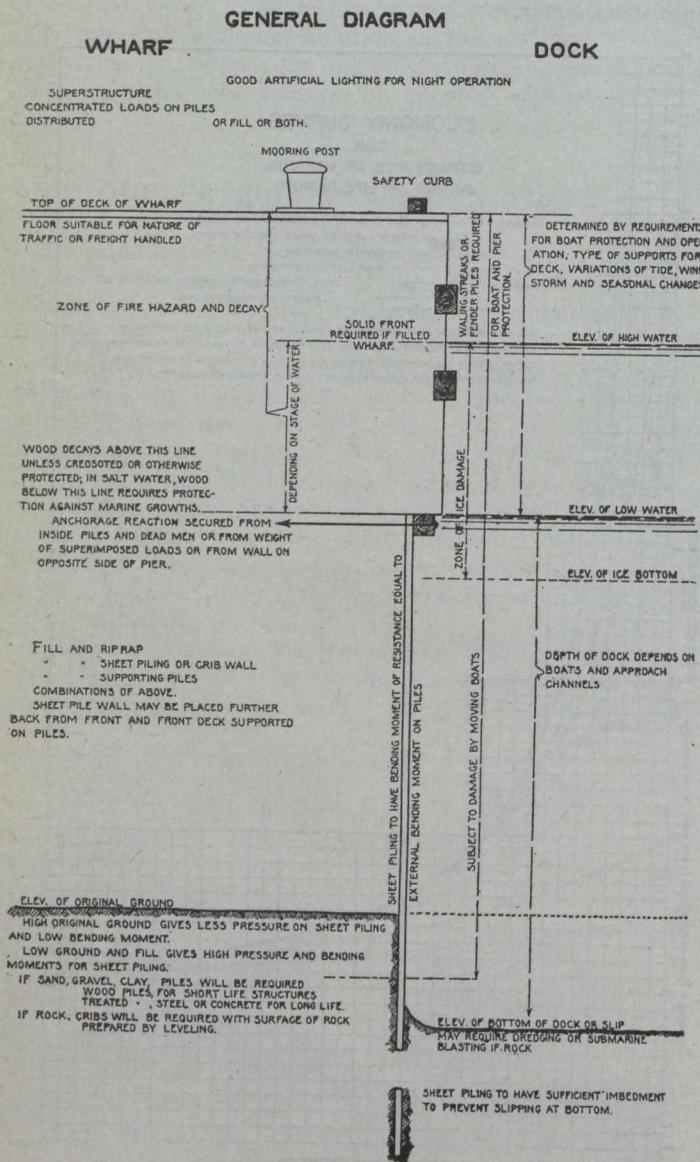 GENERAL DIAGRAM
WHARF
DOCK
GOOD ARTIFICIAL LIGHTING FOR NIGHT OPERATION
SUPERSTRUCTURE
CONCENTRATED LOADS ON PILES
DISTRIBUTED OR FILL OR BOTH.
MOORING POST
SAFETY CURB
TOP OF DECK OF WHARF
FLOOR SUITABLE FOR NATURE OF
TRAFFIC OR FREIGHT HANDLED
WALING STREAKS OR
FENDER PILES REQUIRED
FOR BOAT AND PIER
PROTECTION.
DETERMINED BY REQUIREMENT
FOR BOAT PROTECTION AND OPE
ATION, TYPE OF SUPPORTS FOR
DECK, VARIATIONS OF TIDE, WIN
STORM AND SEASONAL CHANGE
ZONE OF FIRE HAZARD AND DECAY
SOLID FRONT
REQUIRED IF FILLED
WHARF.
ELEV. OF HIGH WATER
DEPENDING ON STAGE OF WATER
WOOD DECAYS ABOVE THIS LINE
UNLESS CREOSOTED OR OTHERWISE
PROTECTED; IN SALT WATER, WOOD
BELOW THIS LINE REQUIRES PROTEC-
TION AGAINST MARINE GROWTHS.
ZONE OF ICE DAMAGE
ELEV. OF LOW WATER
ANCHORAGE REACTION SECURED FROM
INSIDE PILES AND DEAD MEN OR FROM WEIGHT
OF SUPERIMPOSED LOADS OR FROM WALL ON
OPPOSITE SIDE OF PIER.
ELEV. OF ICE BOTTOM
SHEET PILING TO HAVE BENDING MOMENT OF RESISTANCE EQUAL TO
EXTERNAL BENDING MOMENT ON PILES
SUBJECT TO DAMAGE BY MOVING BOATS
DEPTH OF DOCK DEPENDS ON
BOATS AND APPROACH
CHANNELS
FILL AND RIPRAP
" " SHEET PILING OR CRIB WALL
" " SUPPORTING PILES
COMBINATIONS OF ABOVE.
SHEET PILE WALL MAY BE PLACED FURTHER
BACK FROM FRONT AND FRONT DECK SUPPORTED
ON PILES.
ELEV. OF ORIGINAL GROUND
HIGH ORIGINAL GROUND GIVES LESS PRESSURE ON SHEET PILING
AND LOW BENDING MOMENT.
LOW GROUND AND FILL GIVES HIGH PRESSURE AND BENDING
MOMENTS FOR SHEET PILING.
IF SAND, GRAVEL, CLAY, PILES WILL BE REQUIRED
WOOD PILES, FOR SHORT LIFE STRUCTURES
TREATED " , STEEL OR CONCRETE FOR LONG LIFE.
IF ROCK, CRIBS WILL BE REQUIRED WITH SURFACE OF ROCK
PREPARED BY LEVELING.
ELEV. OF BOTTOM OF DOCK OR SLIP
MAY REQUIRE DREDGING OR SUBMARINE
BLASTING IF ROCK
SHEET PILING TO HAVE SUFFICIENT IMBEDMENT
TO PREVENT SLIPPING AT BOTTOM.